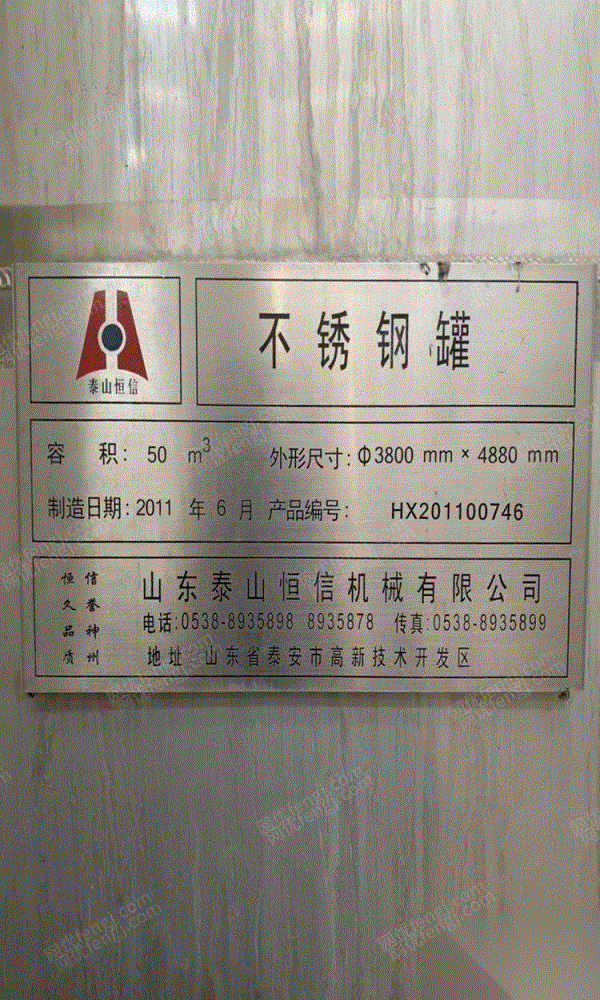 不锈钢罐
泰山恒信
容 积: 50 m³ 外形尺寸: Φ3800 mm × 4880 mm
制造日期: 2011 年 6 月 产品编号: HX201100746
恒久品质
信誉神州
山东泰山恒信机械有限公司
电话:0538-8935898 8935878 传真:0538-8935899
地址 山东省泰安市高新技术开发区